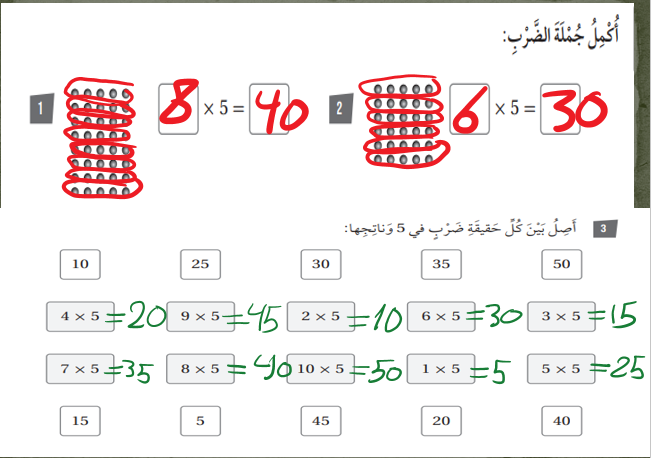 أُكْمِلُ جُمْلَةَ الضَّرْبِ:
1 8 × 5 = 40 2 6 × 5 = 30
3 أَصِلُ بَيْنَ كُلِّ حَقيقَةِ ضَرْبٍ في 5 وَناتِجِها:
10 25 30 35 50
4 × 5 =20 9 × 5 =45 2 × 5 =10 6 × 5 =30 3 × 5 =15
7 × 5 =35 8 × 5 =40 10 × 5 =50 1 × 5 =5 5 × 5 =25
15 5 45 20 40